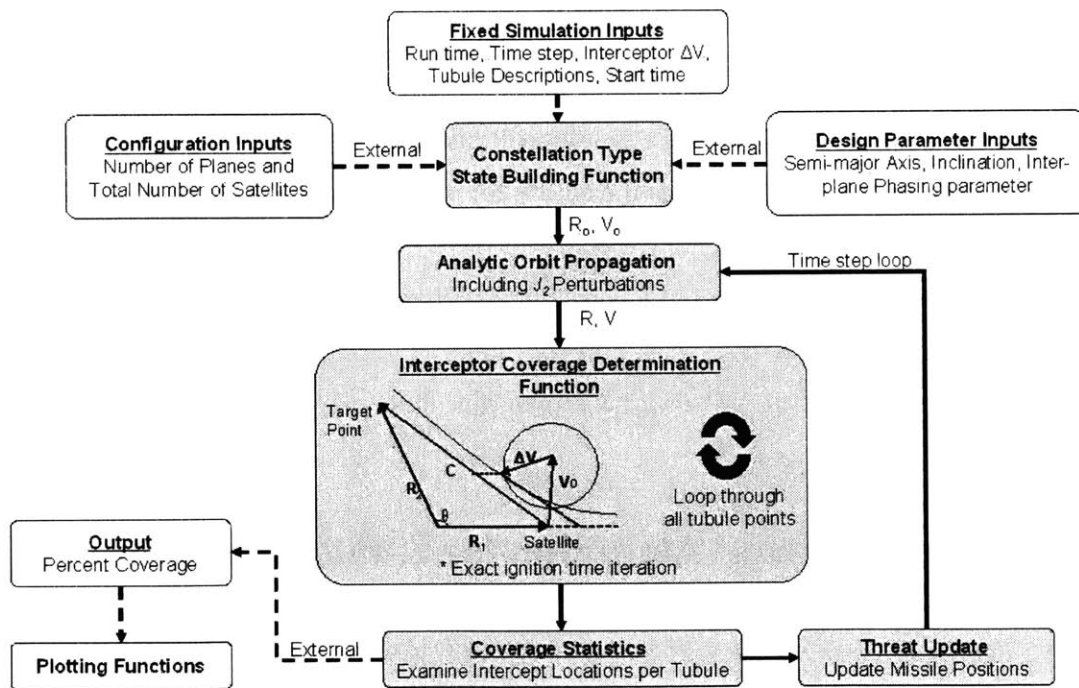 Fixed Simulation Inputs
Run time, Time step, Interceptor ΔV,
Tubule Descriptions, Start time
Configuration Inputs
Number of Planes and
Total Number of Satellites
External
Constellation Type
State Building Function
External
Design Parameter Inputs
Semi-major Axis, Inclination, Inter-
plane Phasing parameter
R₀, V₀
Analytic Orbit Propagation
Including J₂ Perturbations
Time step loop
R, V
Interceptor Coverage Determination
Function
Target
Point
C
ΔV
V₀
R₂
θ
R₁
Satellite
* Exact ignition time iteration
Loop through
all tubule points
Output
Percent Coverage
Plotting Functions
External
Coverage Statistics
Examine Intercept Locations per Tubule
Threat Update
Update Missile Positions